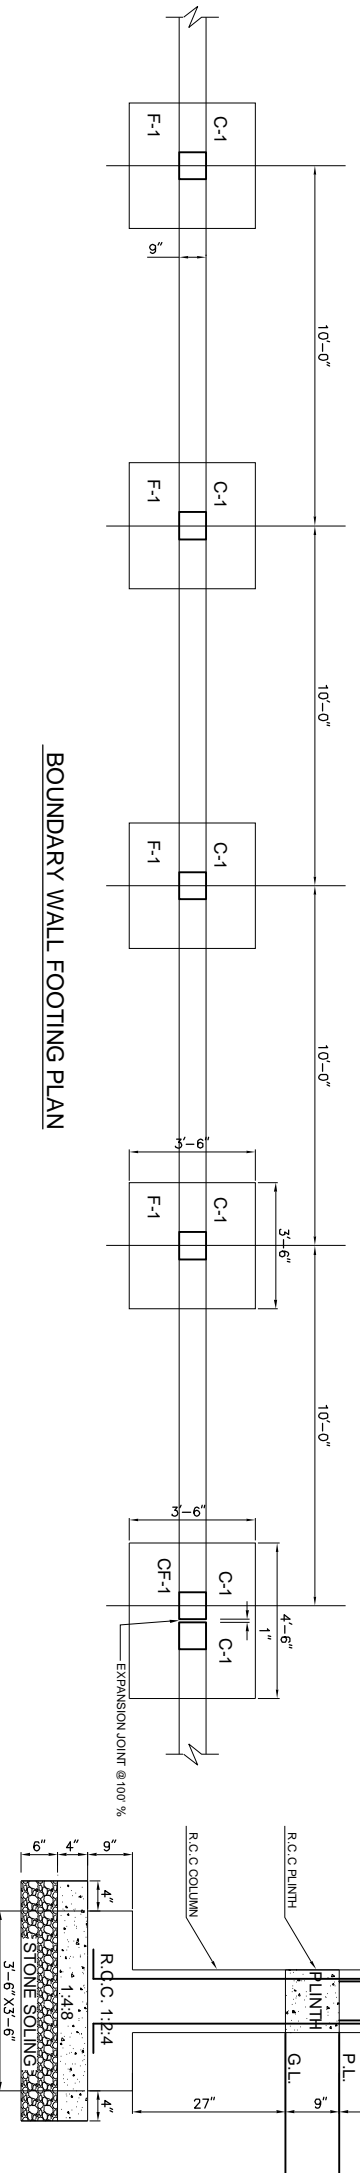 C-1
F-1
9"
10'-0"
C-1
F-1
10'-0"
C-1
F-1
10'-0"
BOUNDARY WALL FOOTING PLAN
3'-6"
3'-6"
C-1
F-1
10'-0"
3'-6"
4'-6"
1"
C-1
C-1
CF-1
EXPANSION JOINT @100' %
R.C.C PLINTH
R.C.C COLUMN
PLINTH
P.L.
G.L.
9"
27"
R.C.C. 1:2:4
9"
4"
6"
4"
4"
1:4:8
STONE SOLING
3'-6"X3'-6"